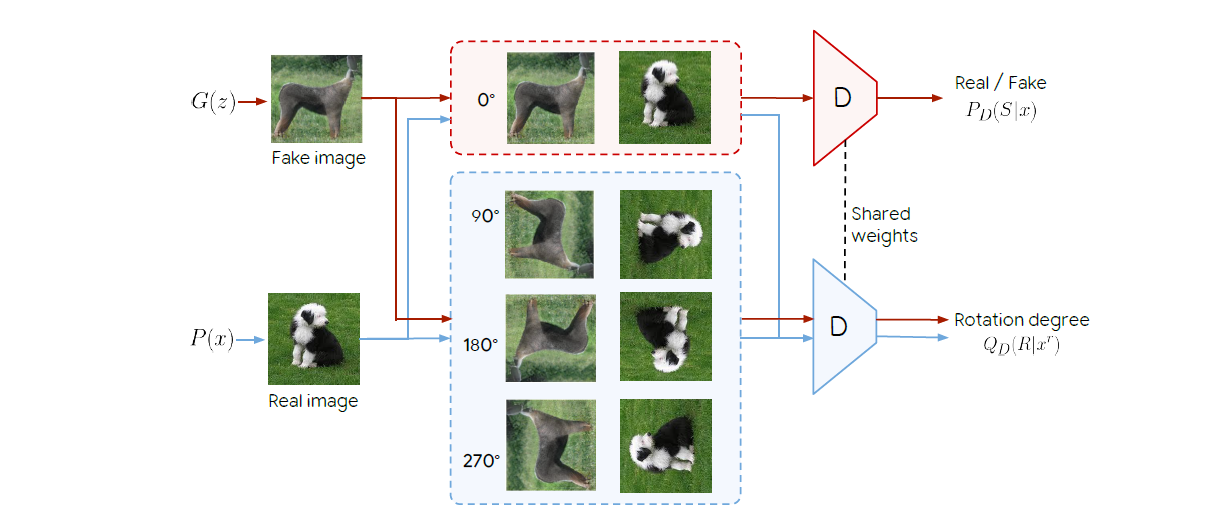 G(z)
Fake image
P(x)
Real image
0°
90°
180°
270°
D
Real / Fake
P_D(S|x)
Shared
weights
D
Rotation degree
Q_D(R|x^r)